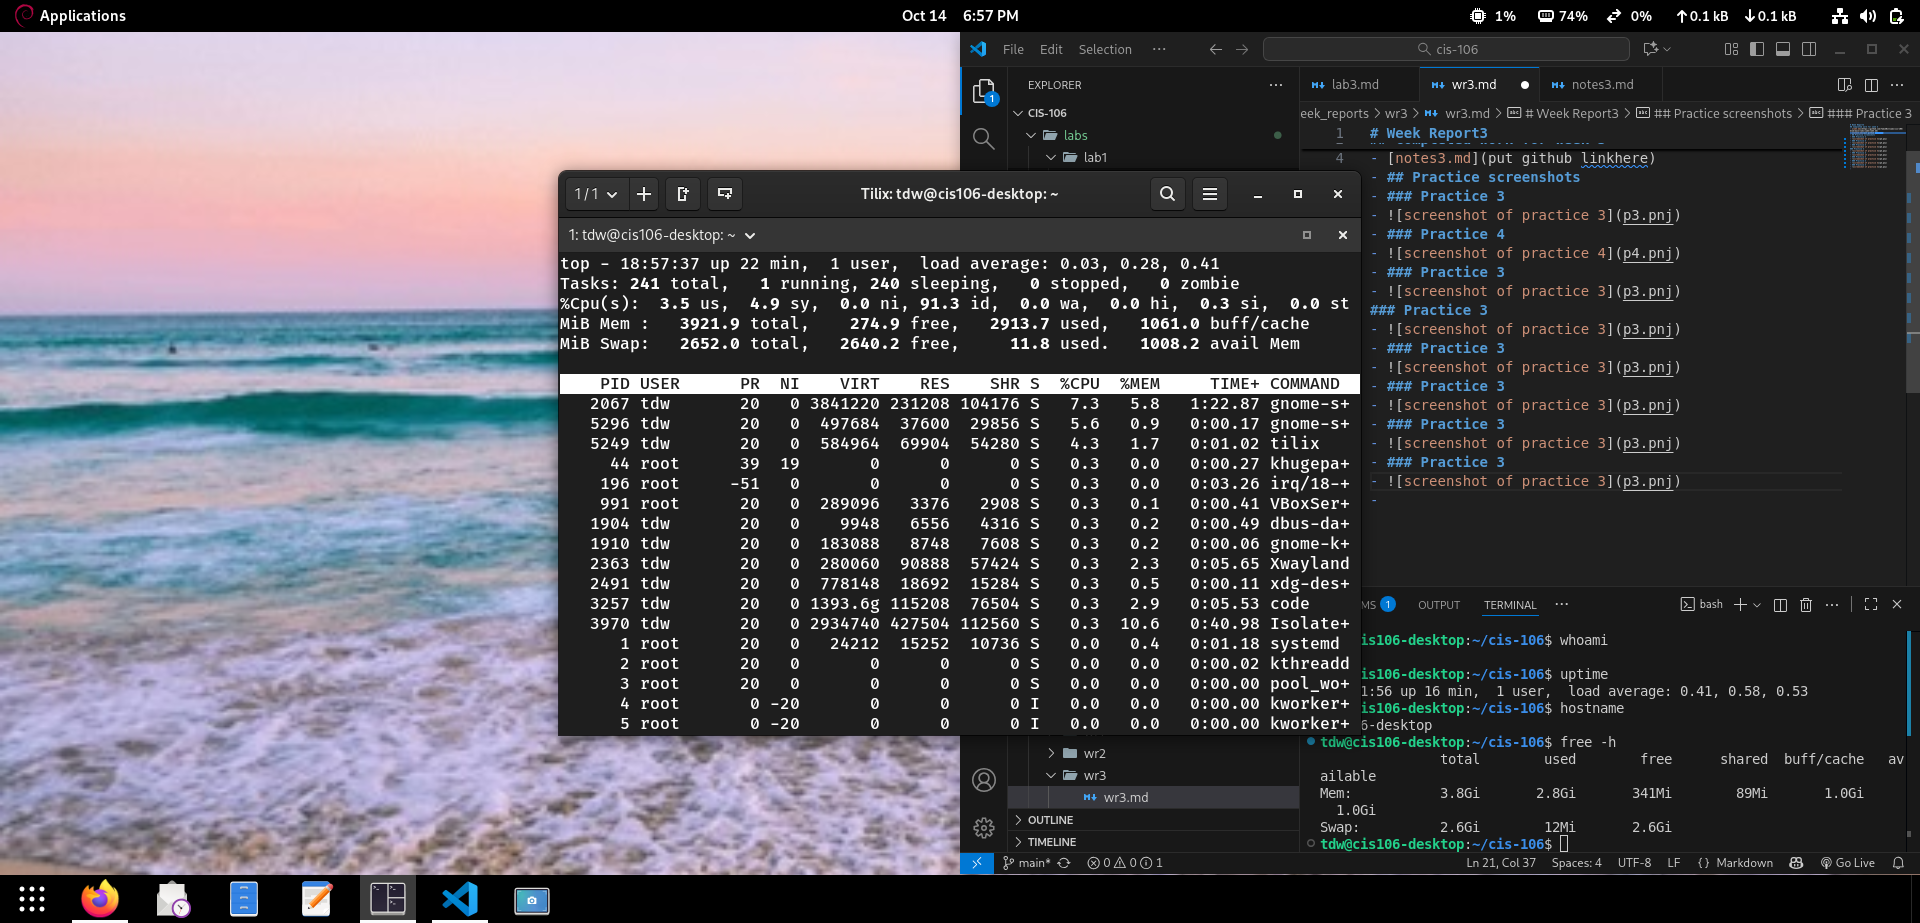 Applications
Oct 14 6:57 PM
1% 74% 0% ↑0.1 kB ↓0.1 kB
File Edit Selection ···
cis-106
EXPLORER ···
CIS-106
labs
lab1
lab3.md wr3.md notes3.md
eek_reports > wr3 > wr3.md > # Week Report3 > ## Practice screenshots > #### Practice 3
1 # Week Report3
4 - [notes3.md](put github linkhere)
- ## Practice screenshots
- ### Practice 3
- ![screenshot of practice 3](p3.pnj)
- ### Practice 4
- ![screenshot of practice 4](p4.pnj)
- ### Practice 3
- ![screenshot of practice 3](p3.pnj)
### Practice 3
- ![screenshot of practice 3](p3.pnj)
- ### Practice 3
- ![screenshot of practice 3](p3.pnj)
- ### Practice 3
- ![screenshot of practice 3](p3.pnj)
- ### Practice 3
- ![screenshot of practice 3](p3.pnj)
- ### Practice 3
- ![screenshot of practice 3](p3.pnj)
-
1/1 Tilix: tdw@cis106-desktop: ~
1: tdw@cis106-desktop: ~
top - 18:57:37 up 22 min,  1 user,  load average: 0.03, 0.28, 0.41
Tasks: 241 total,   1 running, 240 sleeping,   0 stopped,   0 zombie
%Cpu(s):  3.5 us,  4.9 sy,  0.0 ni, 91.3 id,  0.0 wa,  0.0 hi,  0.3 si,  0.0 st
MiB Mem :   3921.9 total,    274.9 free,   2913.7 used,   1061.0 buff/cache
MiB Swap:   2652.0 total,   2640.2 free,     11.8 used.   1008.2 avail Mem
PID USER PR NI VIRT RES SHR S %CPU %MEM TIME+ COMMAND
2067 tdw 20 0 3841220 231208 104176 S 7.3 5.8 1:22.87 gnome-s+
5296 tdw 20 0 497684 37600 29856 S 5.6 0.9 0:00.17 gnome-s+
5249 tdw 20 0 584964 69904 54280 S 4.3 1.7 0:01.02 tilix
44 root 39 19 0 0 0 S 0.3 0.0 0:00.27 khugepa+
196 root -51 0 0 0 0 S 0.3 0.0 0:03.26 irq/18-+
991 root 20 0 289096 3376 2908 S 0.3 0.1 0:00.41 VBoxSer+
1904 tdw 20 0 9948 6556 4316 S 0.3 0.2 0:00.49 dbus-da+
1910 tdw 20 0 183088 8748 7608 S 0.3 0.2 0:00.06 gnome-k+
2363 tdw 20 0 280060 90888 57424 S 0.3 2.3 0:05.65 Xwayland
2491 tdw 20 0 778148 18692 15284 S 0.3 0.5 0:00.11 xdg-des+
3257 tdw 20 0 1393.6g 115208 76504 S 0.3 2.9 0:05.53 code
3970 tdw 20 0 2934740 427504 112560 S 0.3 10.6 0:40.98 Isolate+
1 root 20 0 24212 15252 10736 S 0.0 0.4 0:01.18 systemd
2 root 20 0 0 0 0 S 0.0 0.0 0:00.02 kthreadd
3 root 20 0 0 0 0 S 0.0 0.0 0:00.00 pool_wo+
4 root 0 -20 0 0 0 I 0.0 0.0 0:00.00 kworker+
5 root 0 -20 0 0 0 I 0.0 0.0 0:00.00 kworker+
MS 1 OUTPUT TERMINAL ··· bash
cis106-desktop:~/cis-106$ whoami
cis106-desktop:~/cis-106$ uptime
1:56 up 16 min,  1 user,  load average: 0.41, 0.58, 0.53
cis106-desktop:~/cis-106$ hostname
6-desktop
tdw@cis106-desktop:~/cis-106$ free -h
total used free shared buff/cache av
ailable
Mem: 3.8Gi 2.8Gi 341Mi 89Mi 1.0Gi
1.0Gi
Swap: 2.6Gi 12Mi 2.6Gi
tdw@cis106-desktop:~/cis-106$
wr2
wr3
wr3.md
OUTLINE
TIMELINE
main* 0 0 1 Ln 21, Col 37 Spaces: 4 UTF-8 LF {} Markdown Go Live